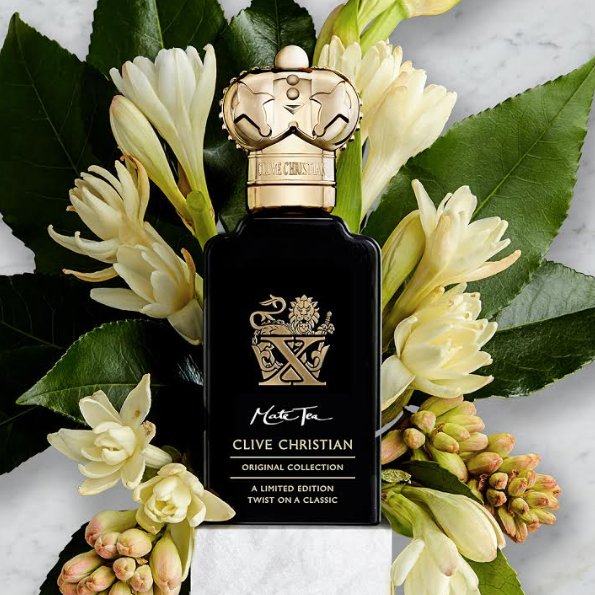 CLIVE CHRISTIAN
X
Mate Tea
CLIVE CHRISTIAN
ORIGINAL COLLECTION
A LIMITED EDITION
TWIST ON A CLASSIC